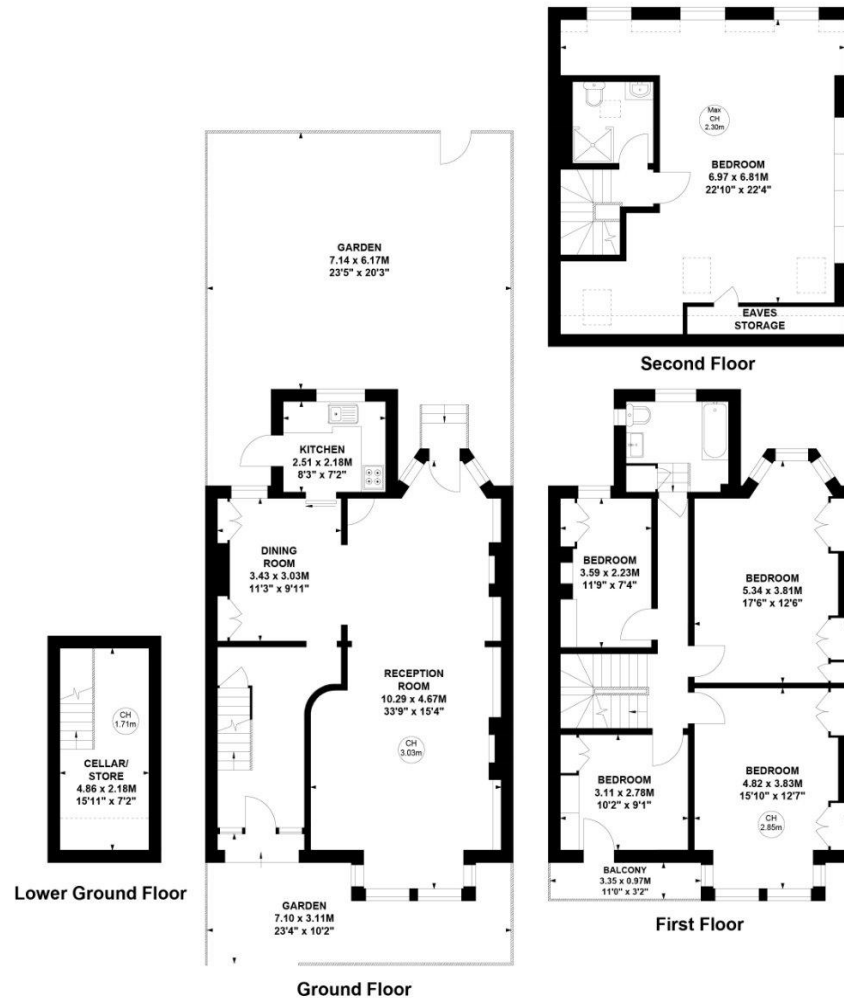 Max
CH
2.30m
BEDROOM
6.97 x 6.81M
22'10" x 22'4"
EAVES
STORAGE
Second Floor
GARDEN
7.14 x 6.17M
23'5" x 20'3"
KITCHEN
2.51 x 2.18M
8'3" x 7'2"
DINING
ROOM
3.43 x 3.03M
11'3" x 9'11"
RECEPTION
ROOM
10.29 x 4.67M
33'9" x 15'4"
CH
3.03m
GARDEN
7.10 x 3.11M
23'4" x 10'2"
Ground Floor
CH
1.71m
CELLAR/
STORE
4.86 x 2.18M
15'11" x 7'2"
Lower Ground Floor
BEDROOM
3.59 x 2.23M
11'9" x 7'4"
BEDROOM
5.34 x 3.81M
17'6" x 12'6"
BEDROOM
3.11 x 2.78M
10'2" x 9'1"
BEDROOM
4.82 x 3.83M
15'10" x 12'7"
CH
2.85m
BALCONY
3.35 x 0.97M
11'0" x 3'2"
First Floor